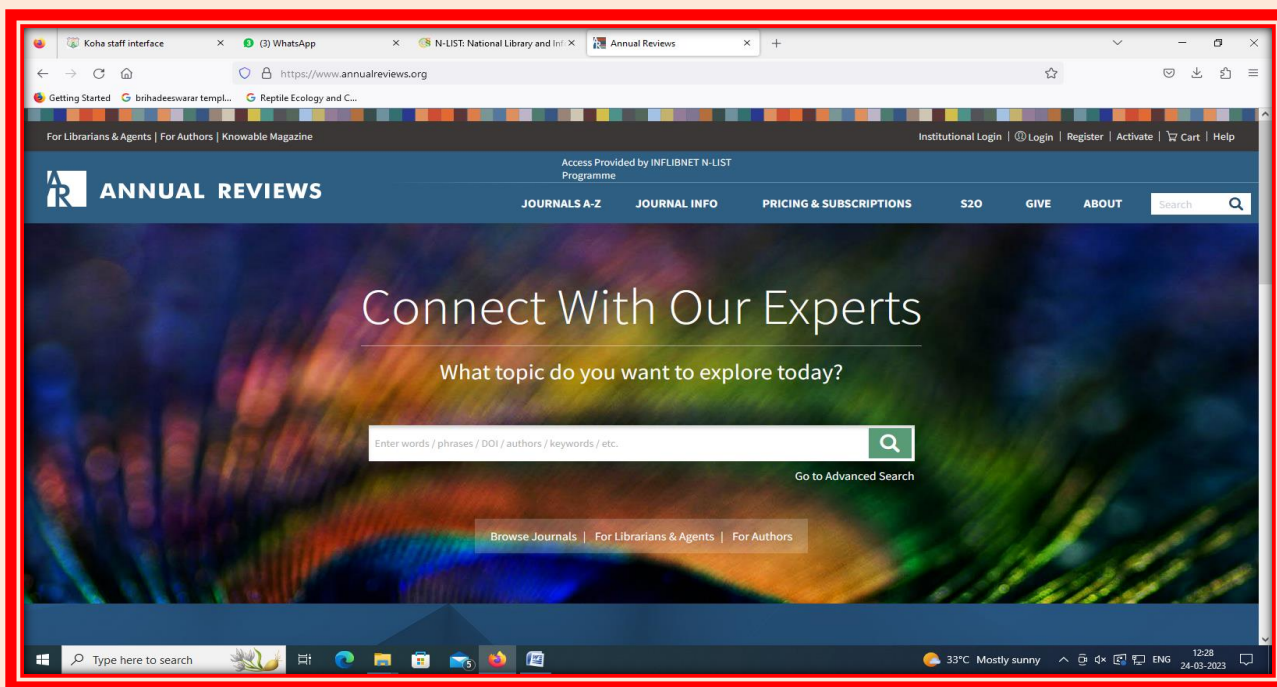 Koha staff interface
(3) WhatsApp
N-LIST: National Library and Inf
Annual Reviews
https://www.annualreviews.org
Getting Started brihadeeswarar templ... Reptile Ecology and C...
For Librarians & Agents | For Authors | Knowable Magazine
Institutional Login | Login | Register | Activate | Cart | Help
Access Provided by INFLIBNET N-LIST
Programme
AR ANNUAL REVIEWS
JOURNALS A-Z JOURNAL INFO PRICING & SUBSCRIPTIONS S2O GIVE ABOUT Search
Connect With Our Experts
What topic do you want to explore today?
Enter words / phrases / DOI / authors / keywords / etc.
Go to Advanced Search
Browse Journals | For Librarians & Agents | For Authors
Type here to search
5
33°C Mostly sunny
ENG
12:28
24-03-2023